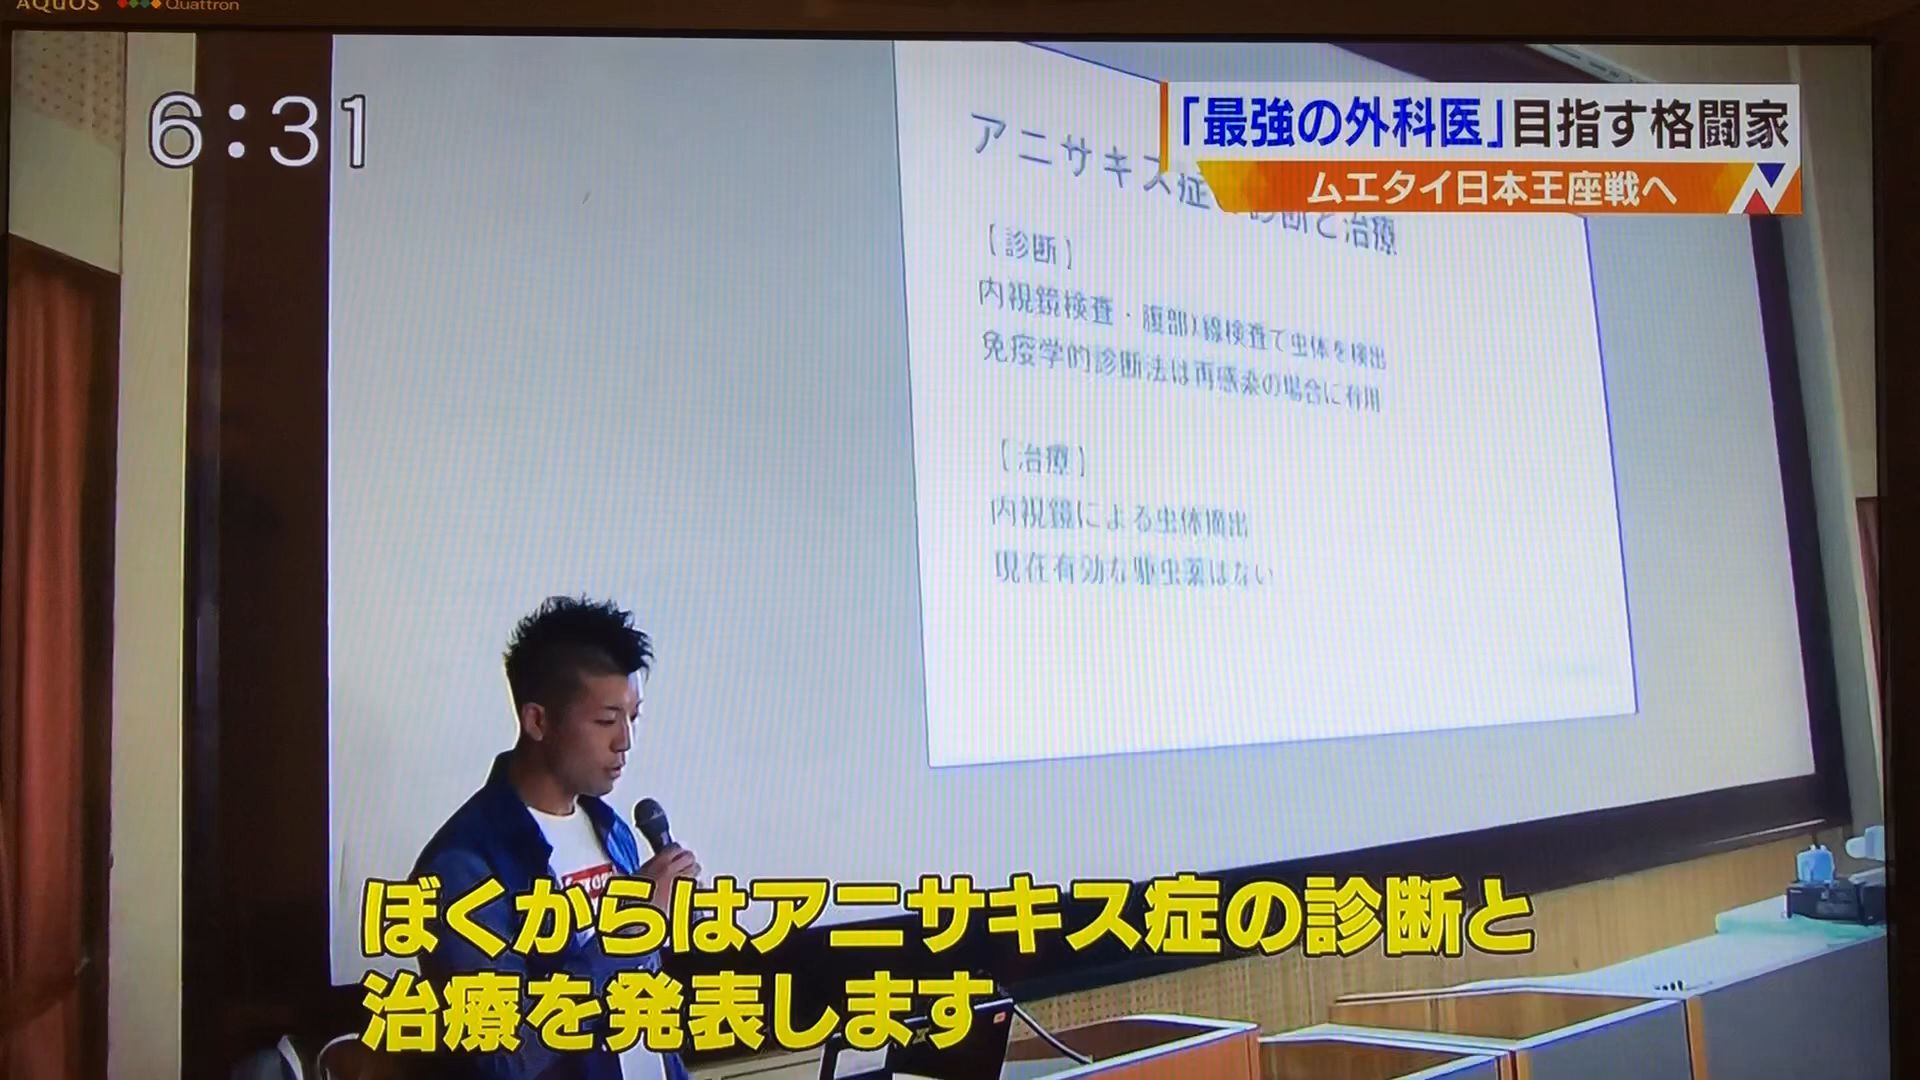 AQUOS Quattron
6:31
「最強の外科医」目指す格闘家
ムエタイ日本王座戦へ
アニサキス症 診断と治療
【診断】
内視鏡検査・腹部X線検査で虫体を検出
免疫学的診断法は再感染の場合に有用
【治療】
内視鏡による虫体摘出
現在有効な駆虫薬はない
ぼくからはアニサキス症の診断と
治療を発表します